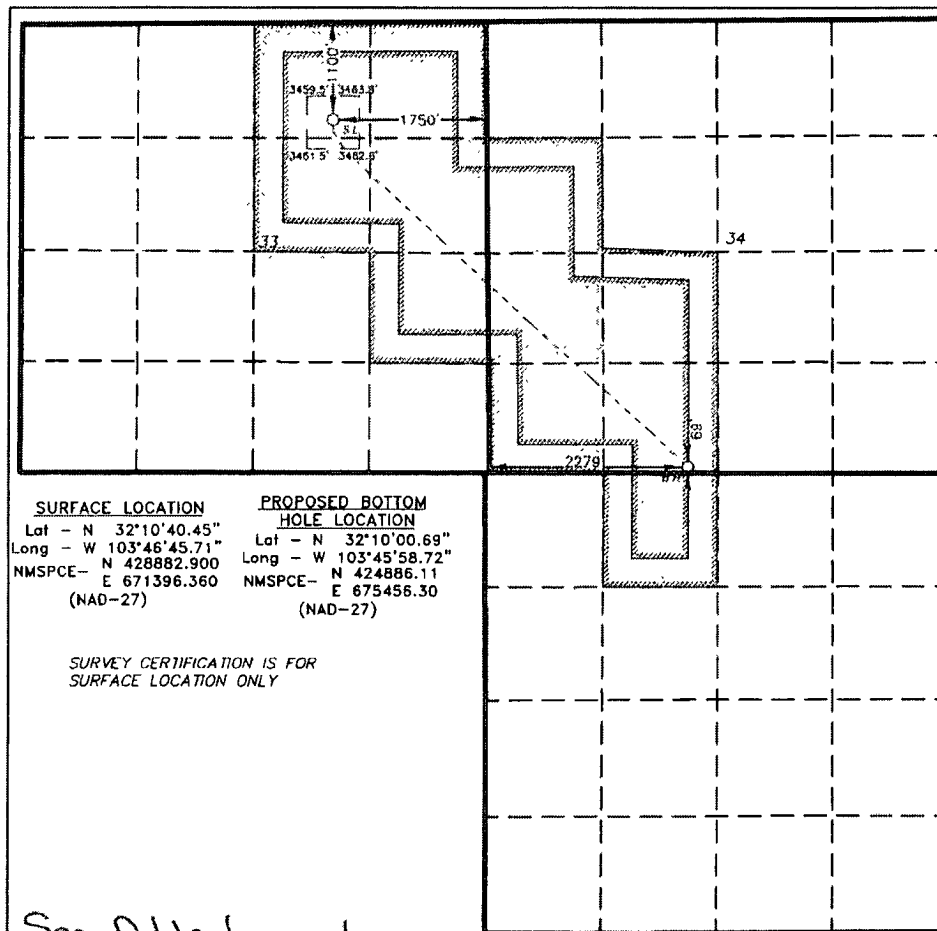 1100'
3459.5' 3463.8'
1750'
S.L.
3461.5' 3462.6'
33
34
69'
2279
SURFACE LOCATION
Lat - N 32°10'40.45"
Long - W 103°46'45.71"
NMSPCE- N 428882.900
E 671396.360
(NAD-27)
PROPOSED BOTTOM
HOLE LOCATION
Lat - N 32°10'00.69"
Long - W 103°45'58.72"
NMSPCE- N 424886.11
E 675456.30
(NAD-27)
SURVEY CERTIFICATION IS FOR
SURFACE LOCATION ONLY
See